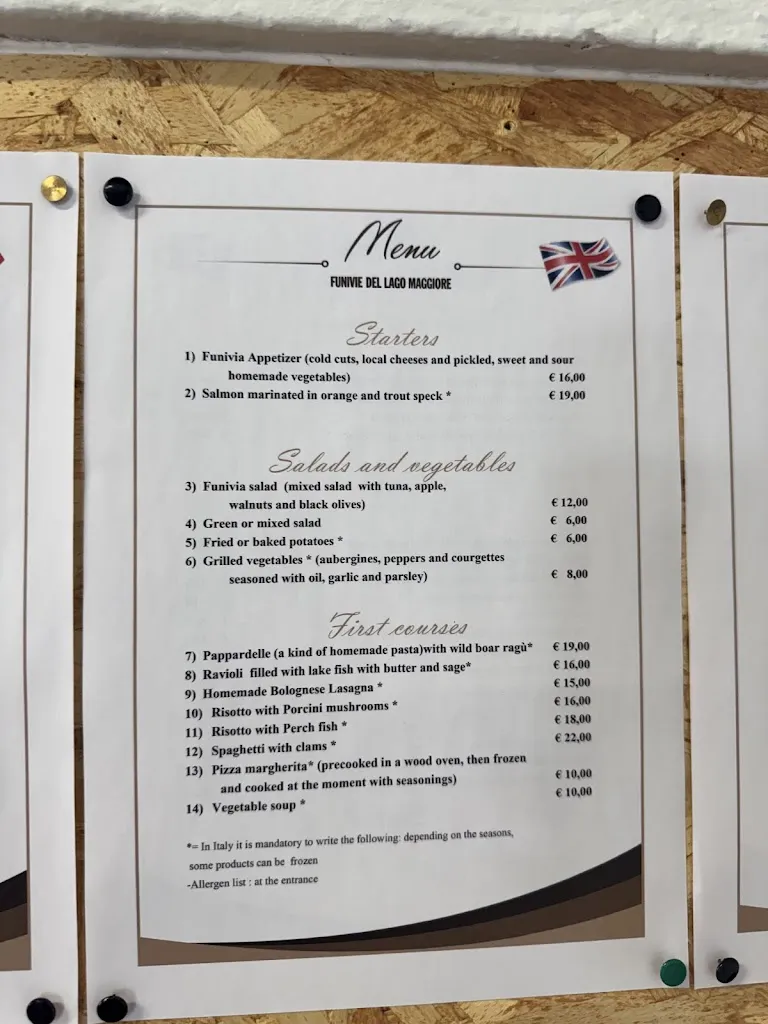 Menu
FUNIVIE DEL LAGO MAGGIORE
Starters
1) Funivia Appetizer (cold cuts, local cheeses and pickled, sweet and sour
homemade vegetables) € 16,00
2) Salmon marinated in orange and trout speck * € 19,00
Salads and vegetables
3) Funivia salad (mixed salad with tuna, apple,
walnuts and black olives) € 12,00
4) Green or mixed salad € 6,00
5) Fried or baked potatoes * € 6,00
6) Grilled vegetables * (aubergines, peppers and courgettes
seasoned with oil, garlic and parsley) € 8,00
First courses
7) Pappardelle (a kind of homemade pasta)with wild boar ragù* € 19,00
8) Ravioli filled with lake fish with butter and sage* € 16,00
9) Homemade Bolognese Lasagna * € 15,00
10) Risotto with Porcini mushrooms * € 16,00
11) Risotto with Perch fish * € 18,00
12) Spaghetti with clams * € 22,00
13) Pizza margherita* (precooked in a wood oven, then frozen
and cooked at the moment with seasonings) € 10,00
14) Vegetable soup * € 10,00
*= In Italy it is mandatory to write the following: depending on the seasons,
some products can be frozen
-Allergen list : at the entrance